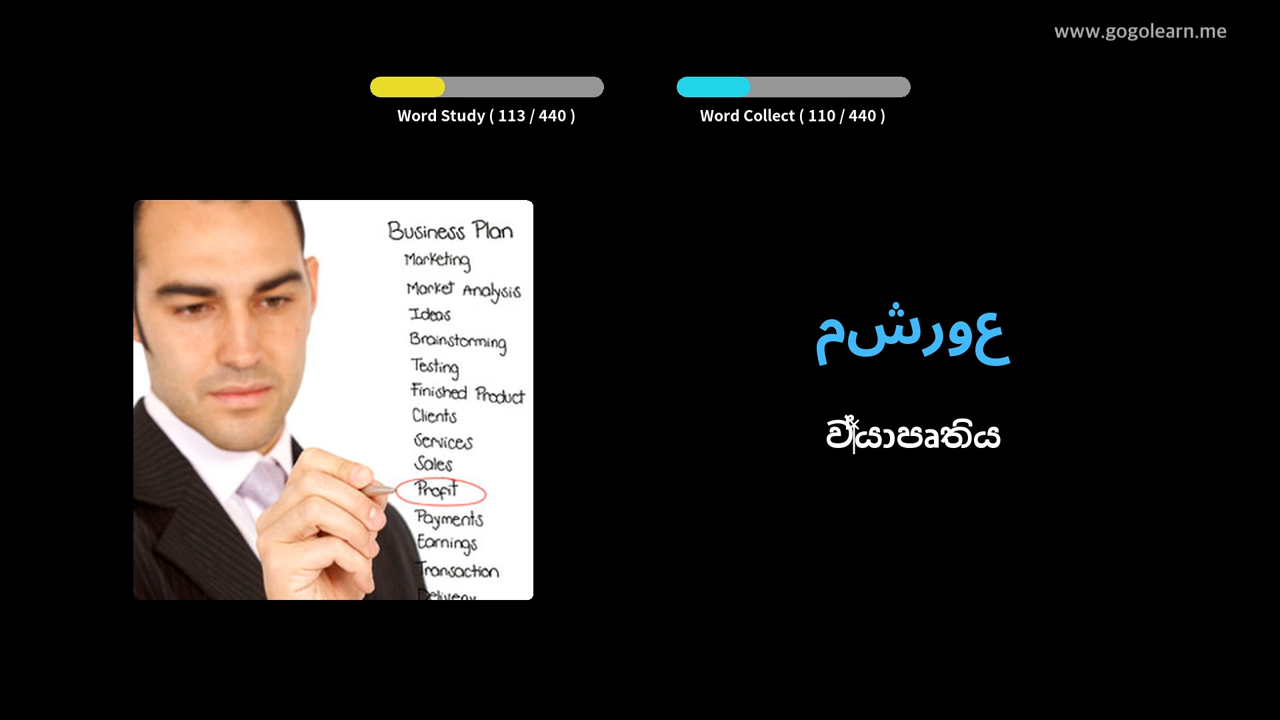 www.gogolearn.me
Word Study ( 113 / 440 )
Word Collect ( 110 / 440 )
Business Plan
Marketing
Market Analysis
Ideas
Brainstorming
Testing
Finished Product
Clients
Services
Sales
Profit
Payments
Earnings
Transaction
Delivery
مشروع
ව්‍යාපෘතිය